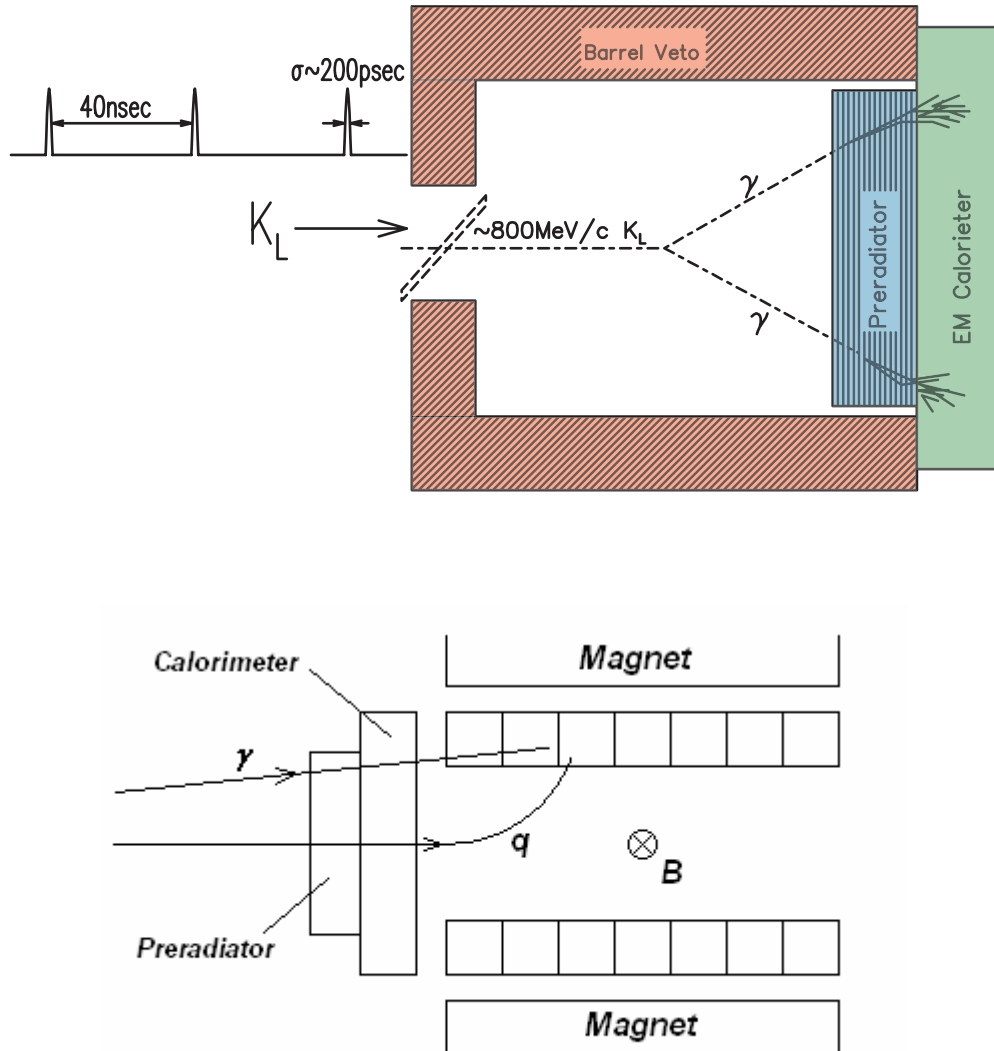 Barrel Veto
σ~200psec
40nsec
γ
K_L
~800MeV/c K_L
Preradiator
EM Calorieter
γ
Magnet
Calorimeter
γ
q
B
Preradiator
Magnet